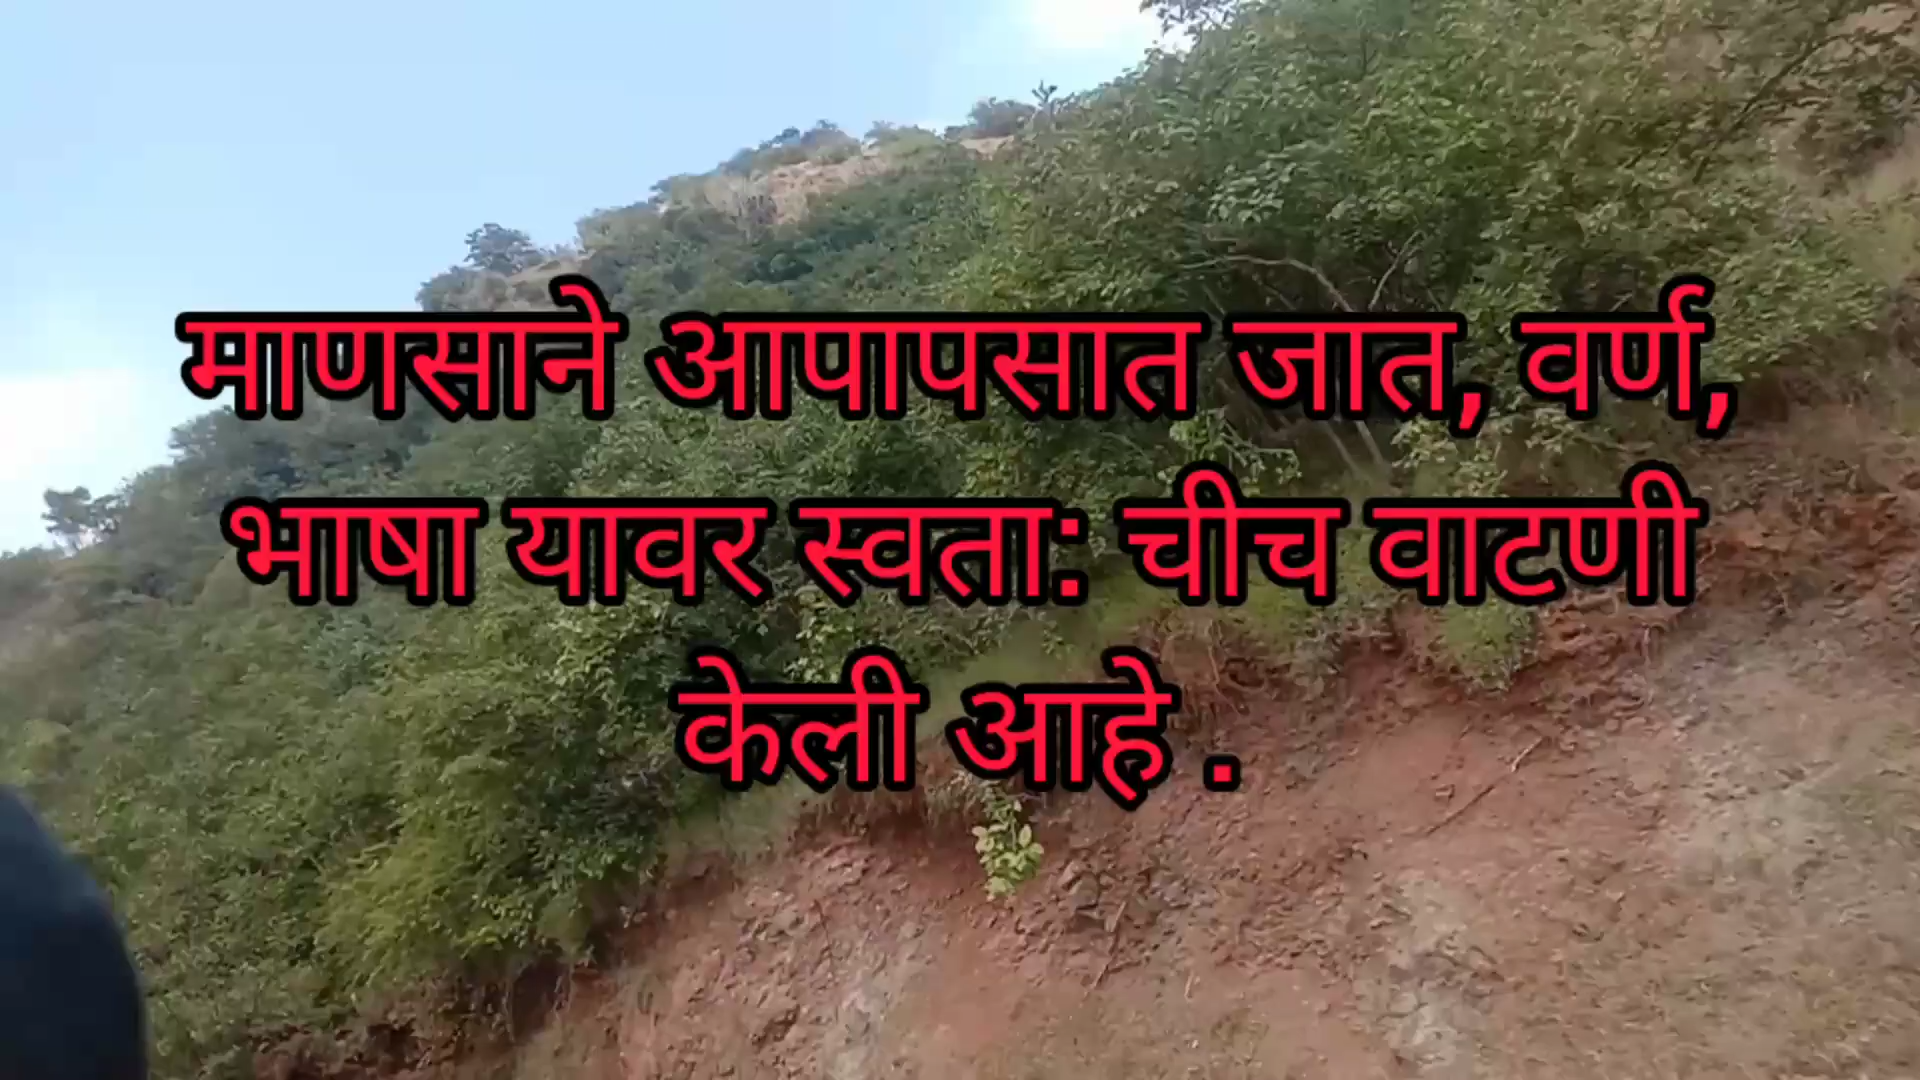 माणसाने आपापसात जात, वर्ण,
भाषा यावर स्वता: चीच वाटणी
केली आहे .